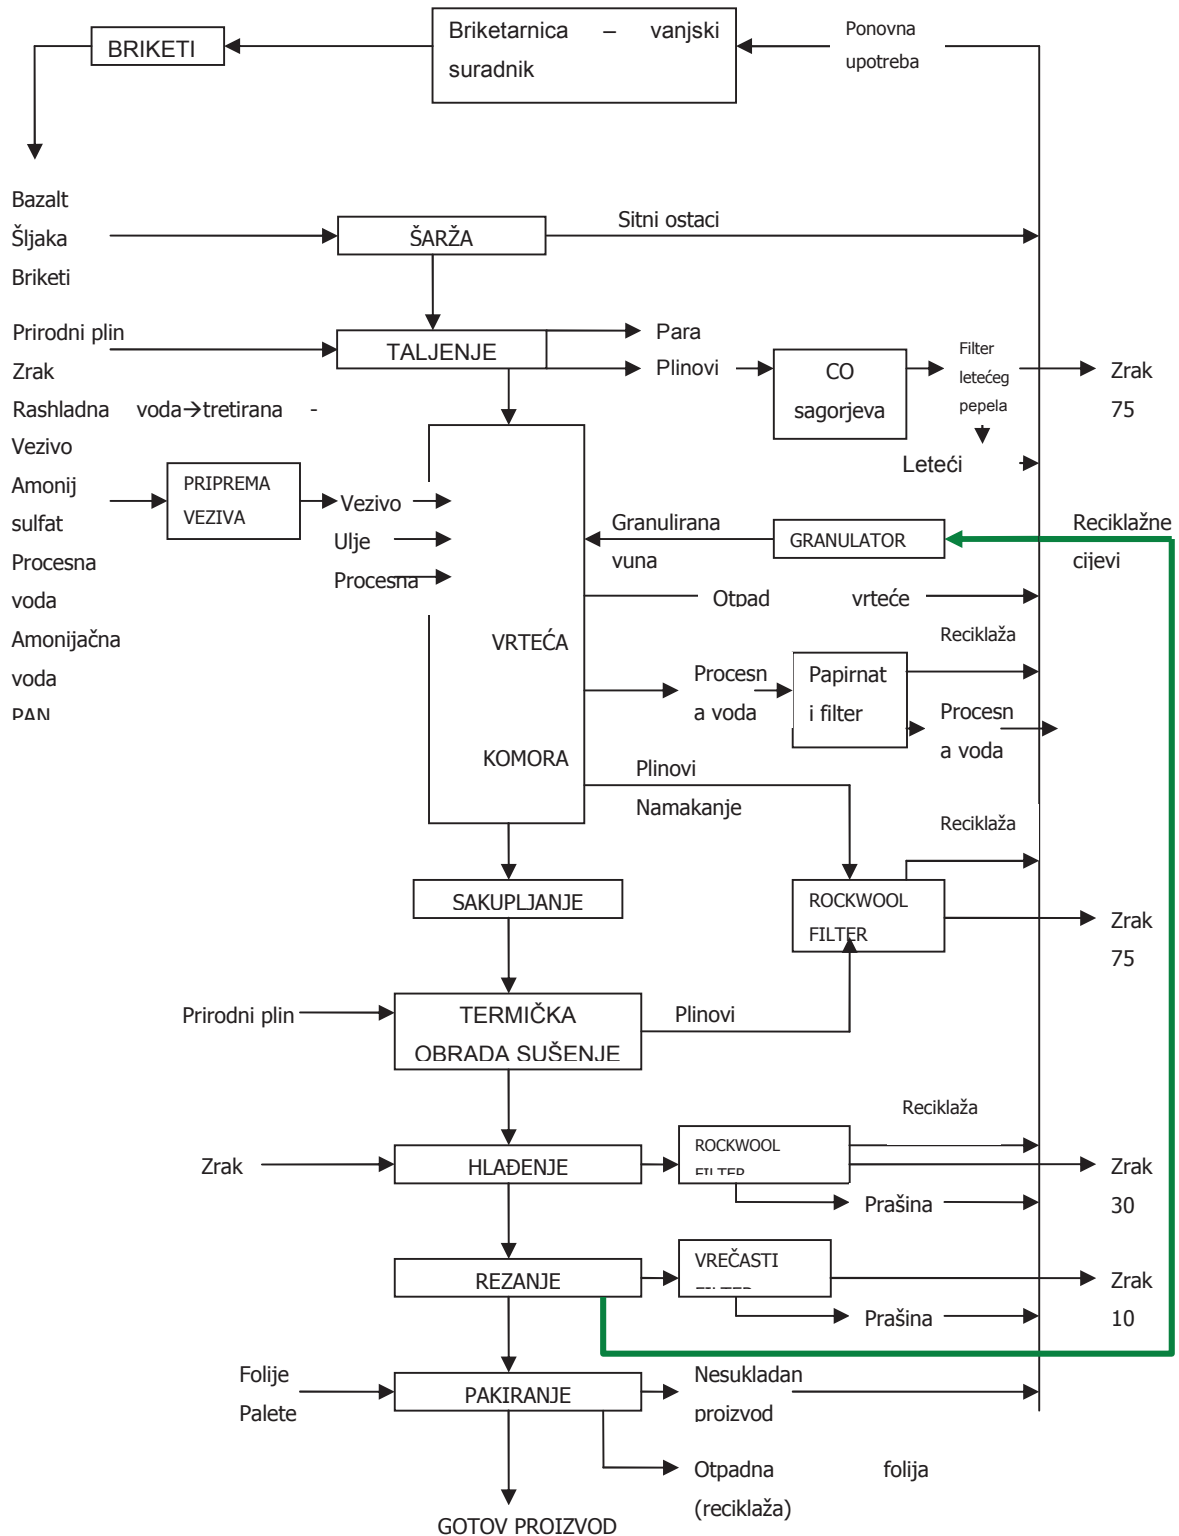 BRIKETI
Briketarnica – vanjski
suradnik
Ponovna
upotreba
Bazalt
Šljaka
Briketi
ŠARŽA
Sitni ostaci
Prirodni plin
Zrak
Rashladna voda→tretirana -
TALJENJE
Para
Plinovi
CO
sagorjeva
Filter
letećeg
pepela
Zrak
75
Leteći
Vezivo
Amonij
sulfat
Procesna
voda
Amonijačna
voda
PAN
PRIPREMA
VEZIVA
Vezivo
Ulje
Procesna
VRTEĆA
KOMORA
Granulirana
vuna
GRANULATOR
Reciklažne
cijevi
Otpad vrteće
Procesn
a voda
Papirnat
i filter
Reciklaža
Procesn
a voda
Plinovi
Namakanje
Reciklaža
SAKUPLJANJE
ROCKWOOL
FILTER
Zrak
75
Prirodni plin
TERMIČKA
OBRADA SUŠENJE
Plinovi
Reciklaža
Zrak
HLAĐENJE
ROCKWOOL
FILTER
Zrak
30
Prašina
REZANJE
VREČASTI
Zrak
10
Prašina
Folije
Palete
PAKIRANJE
Nesukladan
proizvod
Otpadna folija
(reciklaža)
GOTOV PROIZVOD